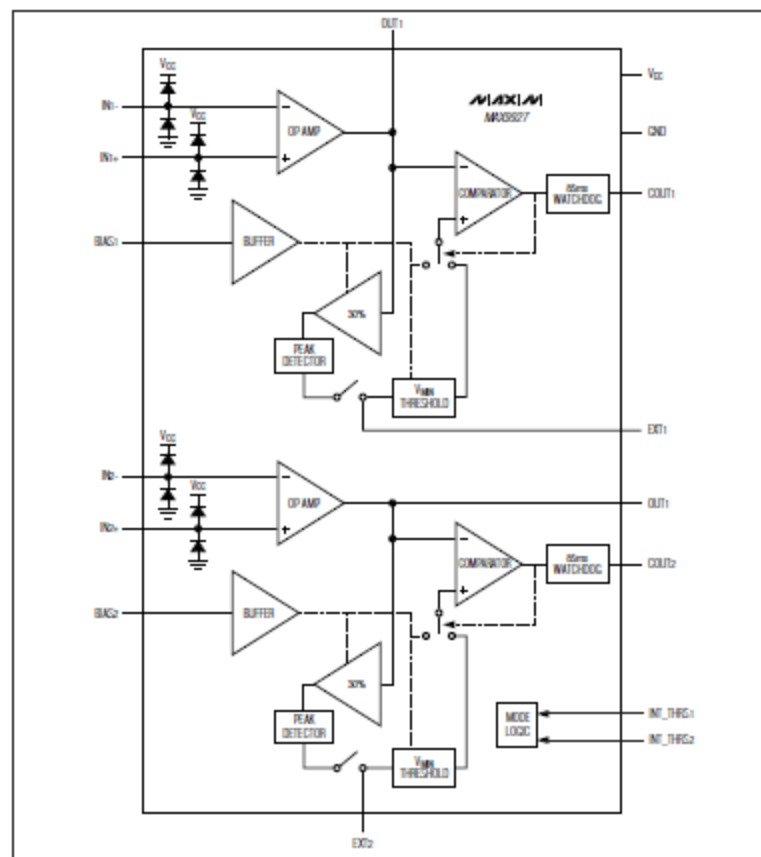 OUT1
VCC
VCC
IN1-
MAXIM
MAX9927
VCC
OP AMP
GND
IN1+
COMPARATOR
85ms
WATCHDOG
COUT1
BIAS1
BUFFER
30%
PEAK
DETECTOR
VMIN
THRESHOLD
EXT1
VCC
IN2-
VCC
OP AMP
OUT1
IN2+
COMPARATOR
85ms
WATCHDOG
COUT2
BIAS2
BUFFER
30%
PEAK
DETECTOR
MODE
LOGIC
INT_THRS1
INT_THRS2
VMIN
THRESHOLD
EXT2